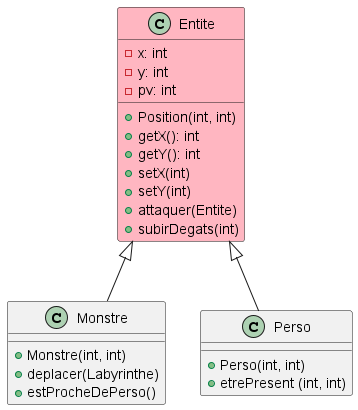 C Entite
x: int
y: int
pv: int
Position(int, int)
getX(): int
getY(): int
setX(int)
setY(int)
attaquer(Entite)
subirDegats(int)
C Monstre
Monstre(int, int)
deplacer(Labyrinthe)
estProcheDePerso()
C Perso
Perso(int, int)
etrePresent (int, int)